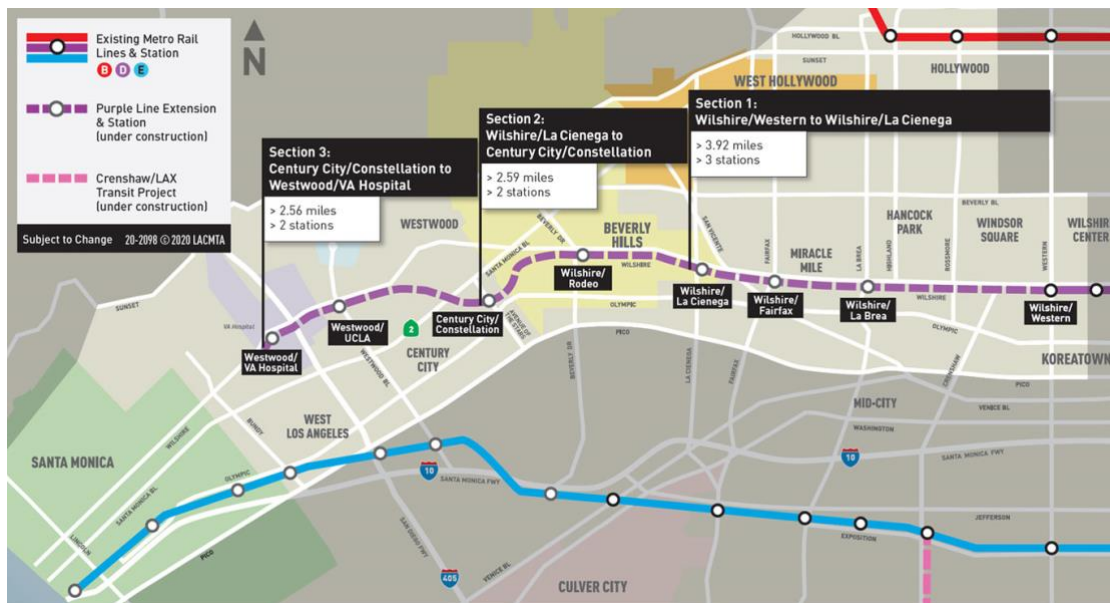 Existing Metro Rail
Lines & Station
B D E
Purple Line Extension
& Station
(under construction)
Crenshaw/LAX
Transit Project
(under construction)
Subject to Change 20-2098 © 2020 LACMTA
N
HOLLYWOOD BL
SUNSET
HOLLYWOOD
WEST HOLLYWOOD
Section 1:
Wilshire/Western to Wilshire/La Cienega
> 3.92 miles
> 3 stations
Section 2:
Wilshire/La Cienega to
Century City/Constellation
> 2.59 miles
> 2 stations
Section 3:
Century City/Constellation to
Westwood/VA Hospital
> 2.56 miles
> 2 stations
WESTWOOD
BEVERLY DR
SANTA MONICA BL
BEVERLY
HILLS
WILSHIRE
SAN VICENTE
FAIRFAX
MIRACLE
MILE
LA BREA
HIGHLAND
HANCOCK
PARK
BEVERLY BL
ROSSMORE
WINDSOR
SQUARE
WESTERN
WILSHIRE
CENTER
SUNSET
VA Hospital
Westwood/
VA Hospital
Westwood/
UCLA
2
Century City/
Constellation
AVENUE OF
THE STARS
Wilshire/
Rodeo
OLYMPIC
PICO
Wilshire/
La Cienega
Wilshire/
Fairfax
Wilshire/
La Brea
WILSHIRE
OLYMPIC
Wilshire/
Western
KOREATOWN
CENTURY
CITY
WESTWOOD BL
BEVERLY DR
LA CIENEGA
FAIRFAX
CRENSHAW
PICO
MID-CITY
VENICE BL
WASHINGTON
SANTA MONICA FWY
10
BUNDY
WEST
LOS ANGELES
SANTA MONICA
WILSHIRE
SANTA MONICA BL
OLYMPIC
LINCOLN
PICO
10
SANTA MONICA FWY
SAN DIEGO FWY
405
VENICE BL
CULVER CITY
EXPOSITION
JEFFERSON